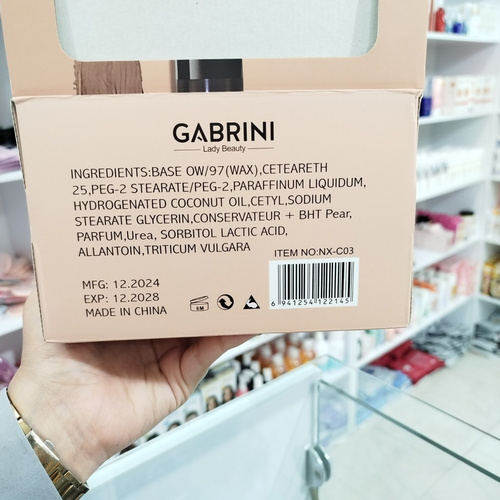 GABRINI
Lady Beauty
INGREDIENTS:BASE OW/97(WAX),CETEARETH
25,PEG-2 STEARATE/PEG-2,PARAFFINUM LIQUIDUM,
HYDROGENATED COCONUT OIL,CETYL,SODIUM
STEARATE GLYCERIN,CONSERVATEUR + BHT Pear,
PARFUM,Urea, SORBITOL LACTIC ACID,
ALLANTOIN,TRITICUM VULGARA
ITEM NO:NX-C03
MFG: 12.2024
EXP: 12.2028
MADE IN CHINA
6 941254 122145